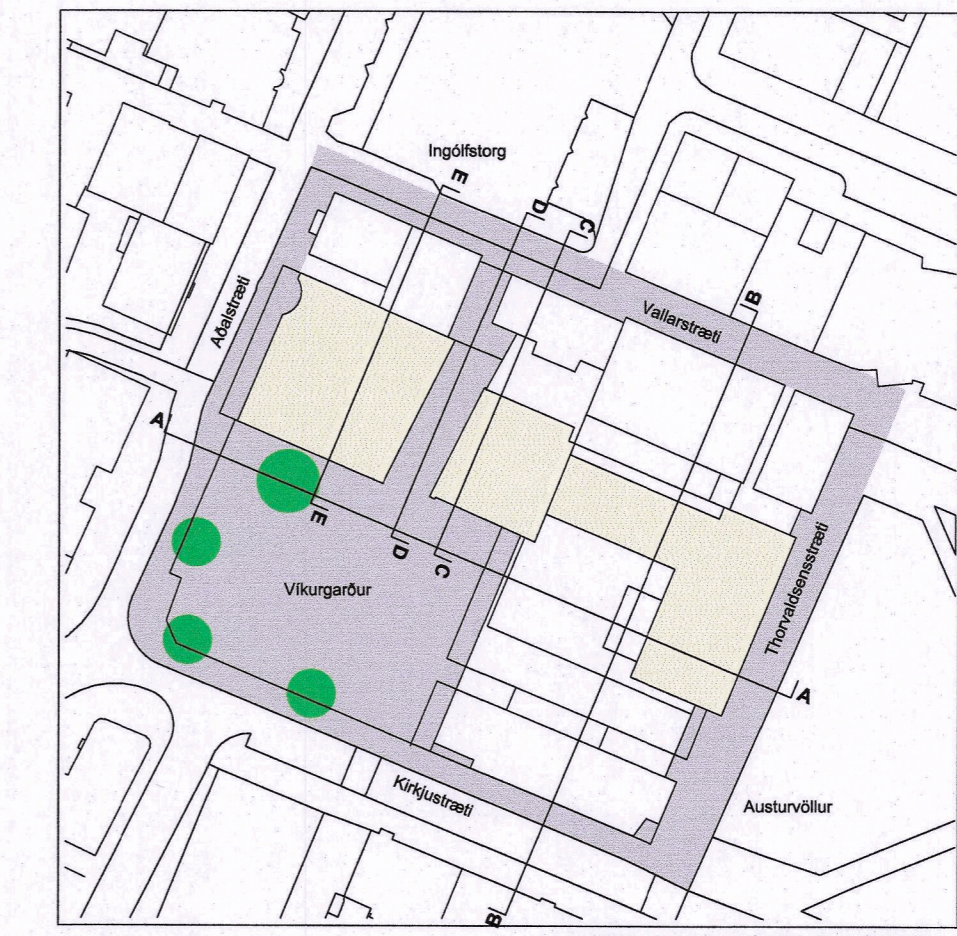 Ingólfstorg
E
D
C
B
Vallarstræti
Aðalstræti
A
E
D
C
Víkurgarður
Thorvaldsensstræti
A
Kirkjustræti
Austurvöllur
B